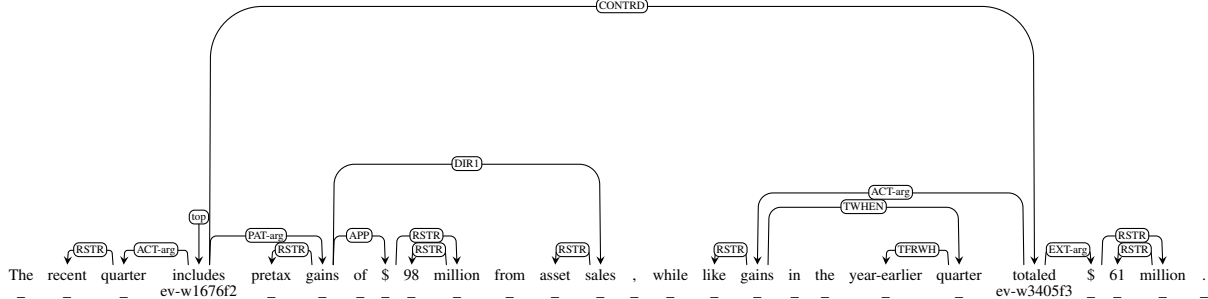 CONTRD
DIR1
ACT-arg
top TWHEN
PAT-arg RSTR RSTR
RSTR ACT-arg RSTR APP RSTR RSTR RSTR TFRWH EXT-arg RSTR
The recent quarter includes pretax gains of $ 98 million from asset sales , while like gains in the year-earlier quarter totaled $ 61 million .
_ _ _ ev-w1676f2 _ _ _ _ _ _ _ _ _ _ _ _ _ _ _ _ _ ev-w3405f3 _ _ _ _